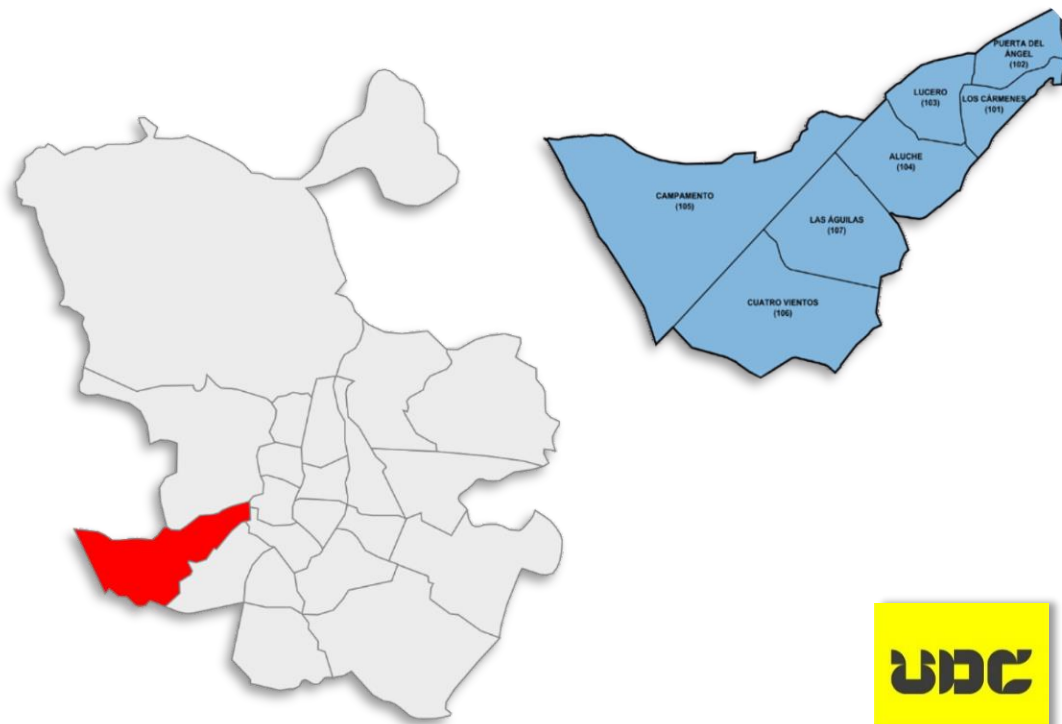 PUERTA DEL
ÁNGEL
(102)
LUCERO
(103)
LOS CÁRMENES
(101)
ALUCHE
(104)
CAMPAMENTO
(105)
LAS ÁGUILAS
(107)
CUATRO VIENTOS
(106)
UDC